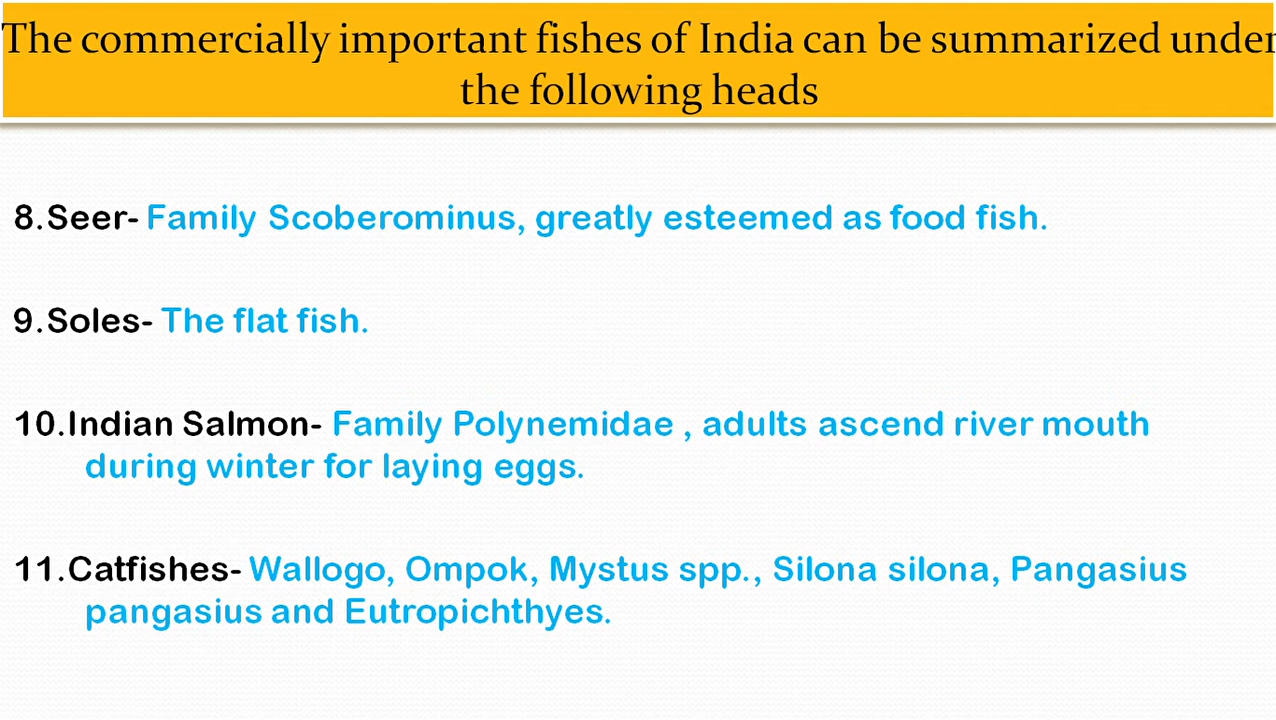 The commercially important fishes of India can be summarized under
the following heads
8.Seer- Family Scoberominus, greatly esteemed as food fish.
9.Soles- The flat fish.
10.Indian Salmon- Family Polynemidae , adults ascend river mouth
during winter for laying eggs.
11.Catfishes- Wallogo, Ompok, Mystus spp., Silona silona, Pangasius
pangasius and Eutropichthyes.